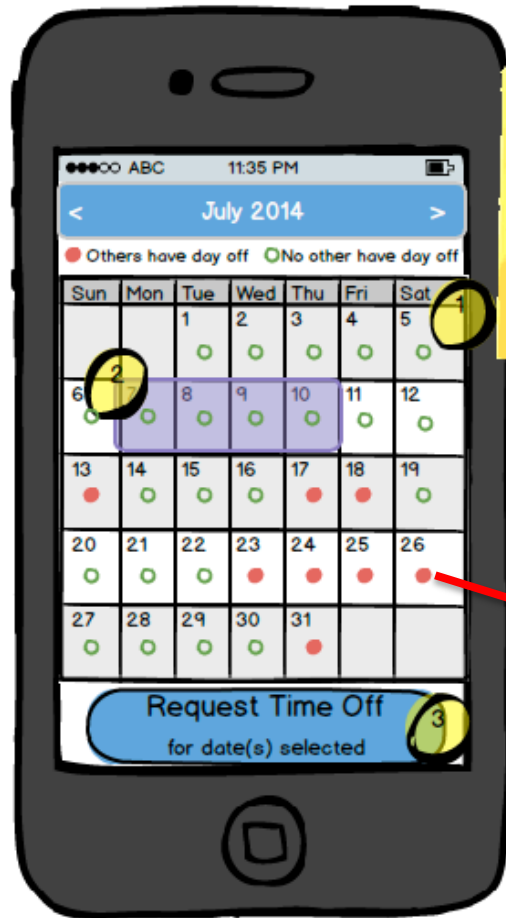 ABC 11:35 PM
< July 2014 >
Others have day off No other have day off
Sun Mon Tue Wed Thu Fri Sat
1 2 3 4 5
1
2
6 7 8 9 10 11 12
13 14 15 16 17 18 19
20 21 22 23 24 25 26
27 28 29 30 31
Request Time Off
3
for date(s) selected